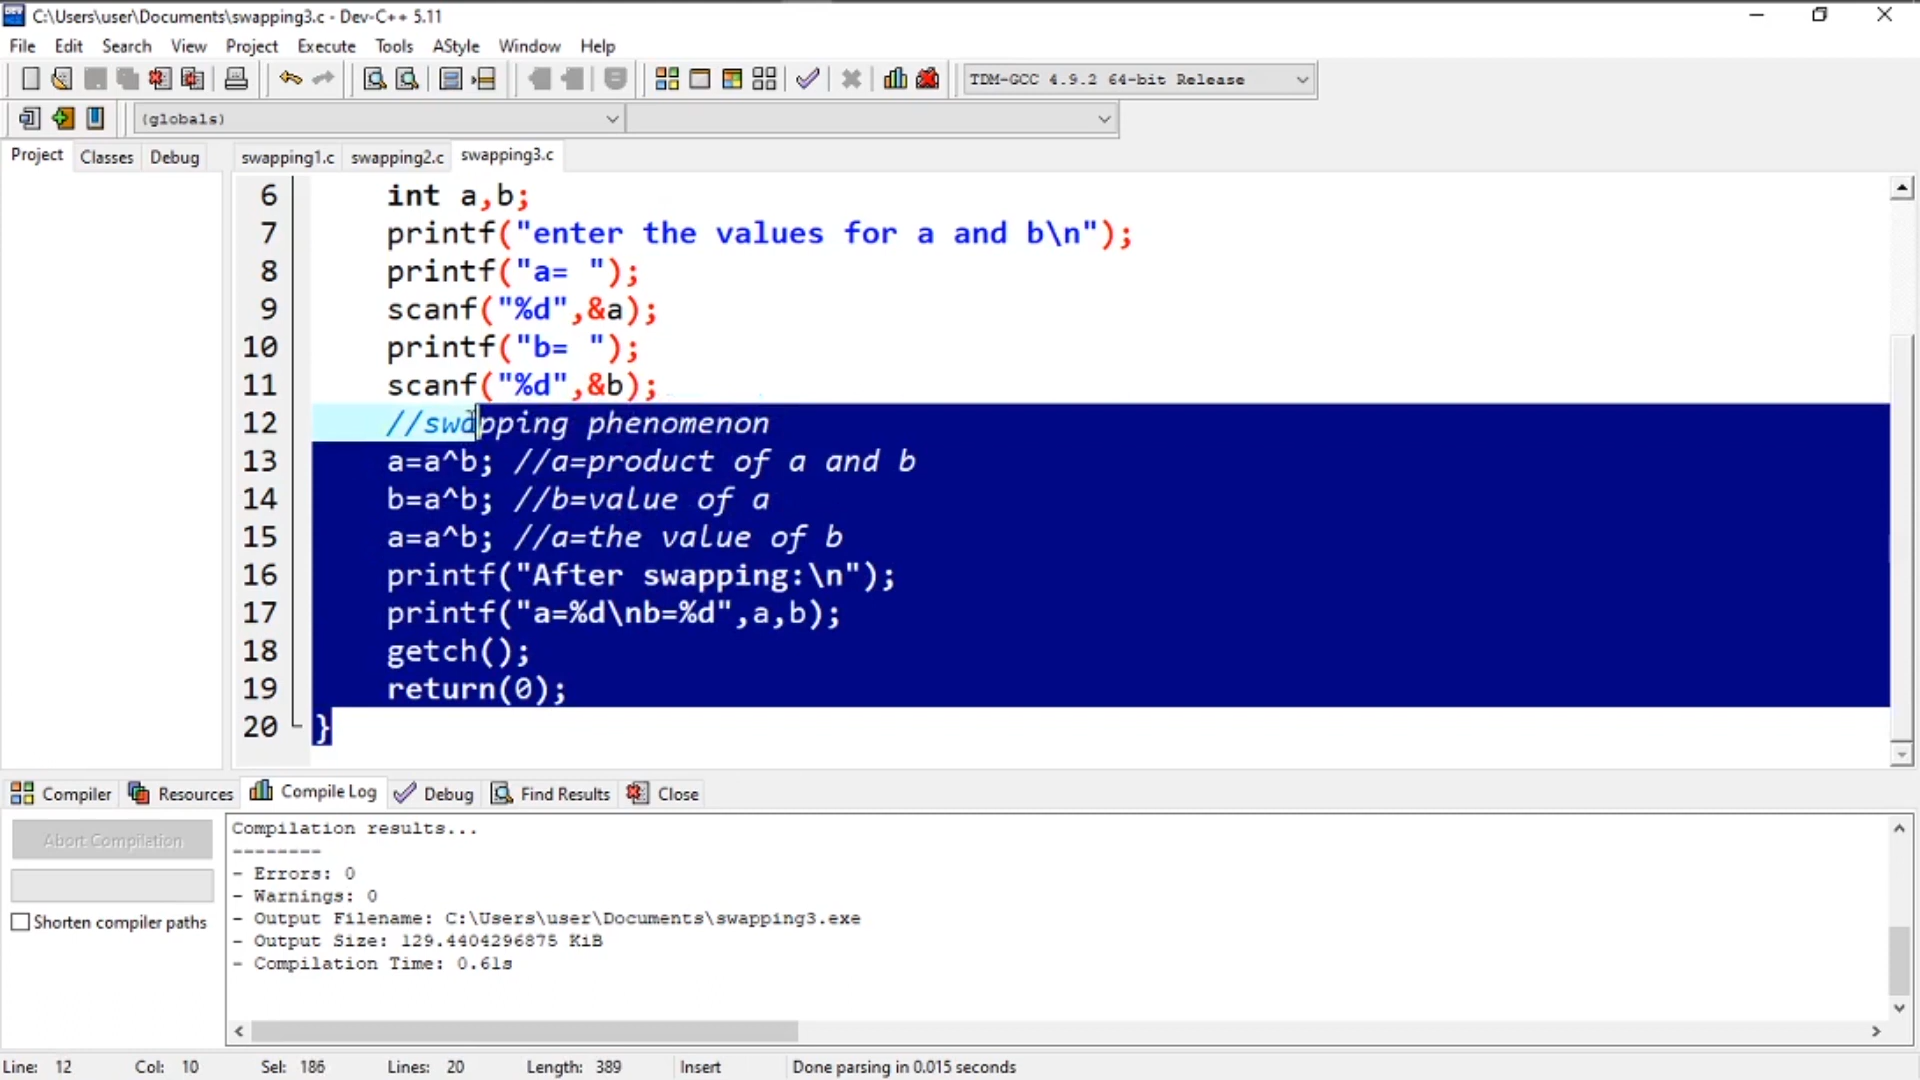 C:\Users\user\Documents\swapping3.c - Dev-C++ 5.11
File Edit Search View Project Execute Tools AStyle Window Help
TDM-GCC 4.9.2 64-bit Release
(globals)
Project Classes Debug swapping1.c swapping2.c swapping3.c
6 int a,b;
7 printf("enter the values for a and b\n");
8 printf("a= ");
9 scanf("%d",&a);
10 printf("b= ");
11 scanf("%d",&b);
12 //swapping phenomenon
13 a=a^b; //a=product of a and b
14 b=a^b; //b=value of a
15 a=a^b; //a=the value of b
16 printf("After swapping:\n");
17 printf("a=%d\nb=%d",a,b);
18 getch();
19 return(0);
20 }
Compiler Resources Compile Log Debug Find Results Close
Abort Compilation
Shorten compiler paths
Compilation results...
--------
- Errors: 0
- Warnings: 0
- Output Filename: C:\Users\user\Documents\swapping3.exe
- Output Size: 129.4404296875 KiB
- Compilation Time: 0.61s
Line: 12 Col: 10 Sel: 186 Lines: 20 Length: 389 Insert Done parsing in 0.015 seconds